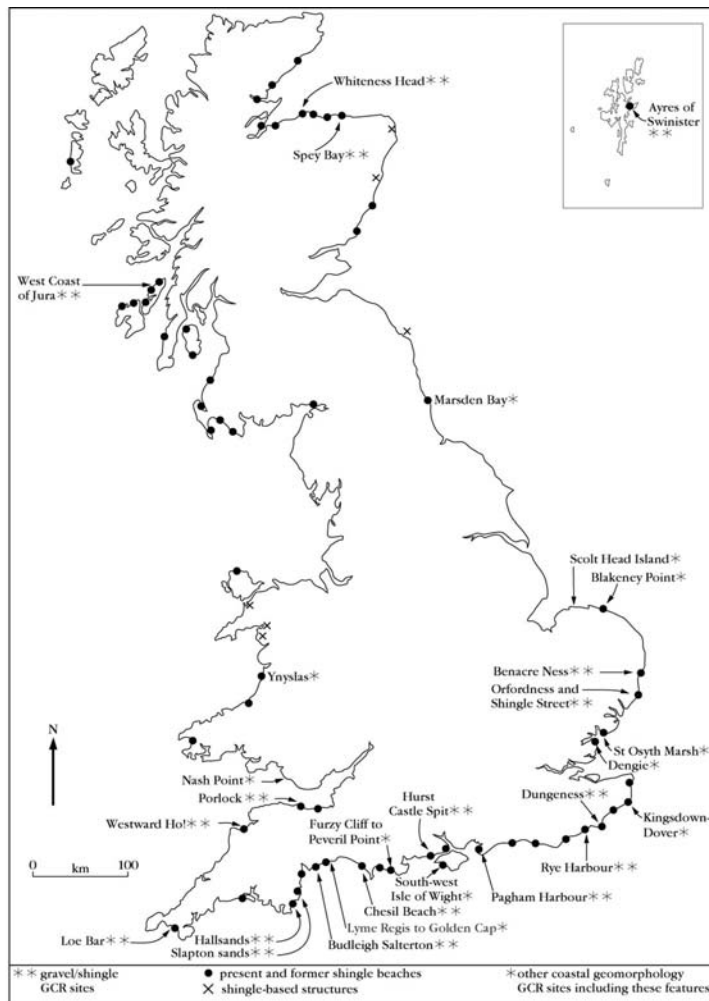 Whiteness Head**
Spey Bay**
Ayres of
Swinister
**
West Coast
of Jura**
Marsden Bay*
Scolt Head Island*
Blakeney Point*
Benacre Ness**
Orfordness and
Shingle Street**
Ynyslas*
St Osyth Marsh*
Dengie*
N
Nash Point*
Porlock**
Westward Ho!**
Furzy Cliff to
Peveril Point*
Hurst
Castle Spit**
Dungeness**
Kingsdown–
Dover*
Rye Harbour**
Pagham Harbour**
South-west
Isle of Wight*
Chesil Beach**
Lyme Regis to Golden Cap*
Budleigh Salterton**
Hallsands**
Slapton sands**
Loe Bar**
0 100
km
** gravel/shingle
GCR sites
● present and former shingle beaches
× shingle-based structures
*other coastal geomorphology
GCR sites including these features